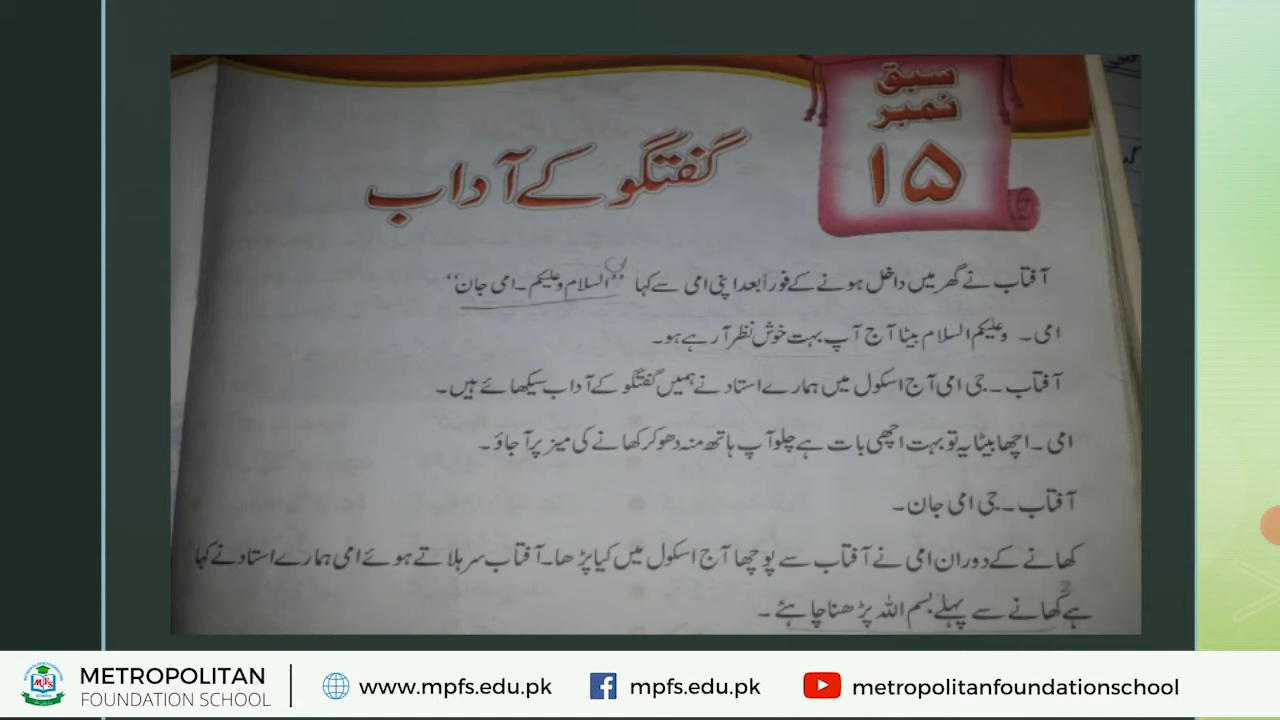 سبق
نمبر
۱۵
گفتگو کے آداب
آفتاب نے گھر میں داخل ہونے کے فوراً بعد اپنی امی سے کہا "السلام وعلیکم۔ امی جان"
امی ۔ وعلیکم السلام بیٹا آج آپ بہت خوش نظر آ رہے ہو۔
آفتاب ۔ جی امی آج اسکول میں ہمارے استاد نے ہمیں گفتگو کے آداب سیکھائے ہیں۔
امی ۔ اچھا بیٹا یہ تو بہت اچھی بات ہے چلو آپ ہاتھ منہ دھو کر کھانے کی میز پر آجاؤ۔
آفتاب ۔ جی امی جان۔
کھانے کے دوران امی نے آفتاب سے پوچھا آج اسکول میں کیا پڑھا۔ آفتاب سر ہلاتے ہوئے امی ہمارے استاد نے کہا
ہے کھانے سے پہلے بسم اللہ پڑھنا چاہئے ۔
METROPOLITAN
FOUNDATION SCHOOL
www.mpfs.edu.pk
mpfs.edu.pk
metropolitanfoundationschool